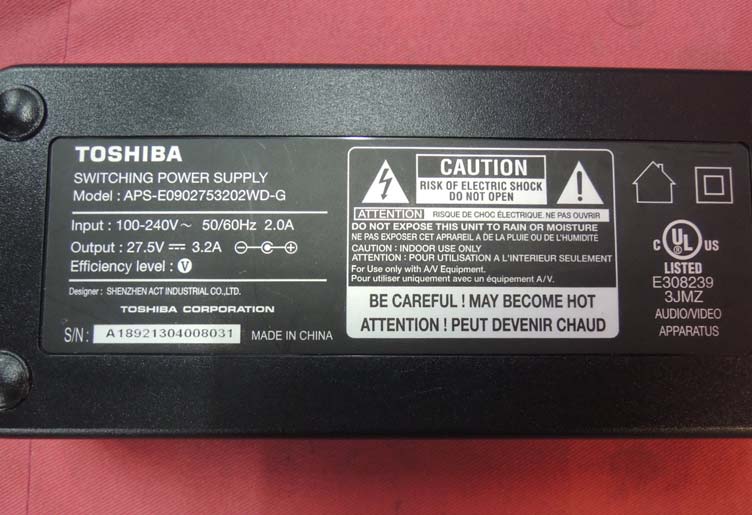 TOSHIBA
SWITCHING POWER SUPPLY
Model : APS-E0902753202WD-G
Input : 100-240V～ 50/60Hz 2.0A
Output : 27.5V ⎓ 3.2A
Efficiency level : V
Designer : SHENZHEN ACT INDUSTRIAL CO.,LTD.
TOSHIBA CORPORATION
S/N : A18921304008031 MADE IN CHINA
CAUTION
RISK OF ELECTRIC SHOCK
DO NOT OPEN
ATTENTION RISQUE DE CHOC ÉLECTRIQUE. NE PAS OUVRIR
DO NOT EXPOSE THIS UNIT TO RAIN OR MOISTURE
NE PAS EXPOSER CET APPAREIL A DE LA PLUIE OU DE L'HUMIDITÉ
CAUTION : INDOOR USE ONLY
ATTENTION : POUR UTILISATION A L'INTERIEUR SEULEMENT
For Use only with A/V Equipment.
Pour utiliser uniquement avec un équipement A/V.
BE CAREFUL ! MAY BECOME HOT
ATTENTION ! PEUT DEVENIR CHAUD
C UL US
LISTED
E308239
3JMZ
AUDIO/VIDEO
APPARATUS